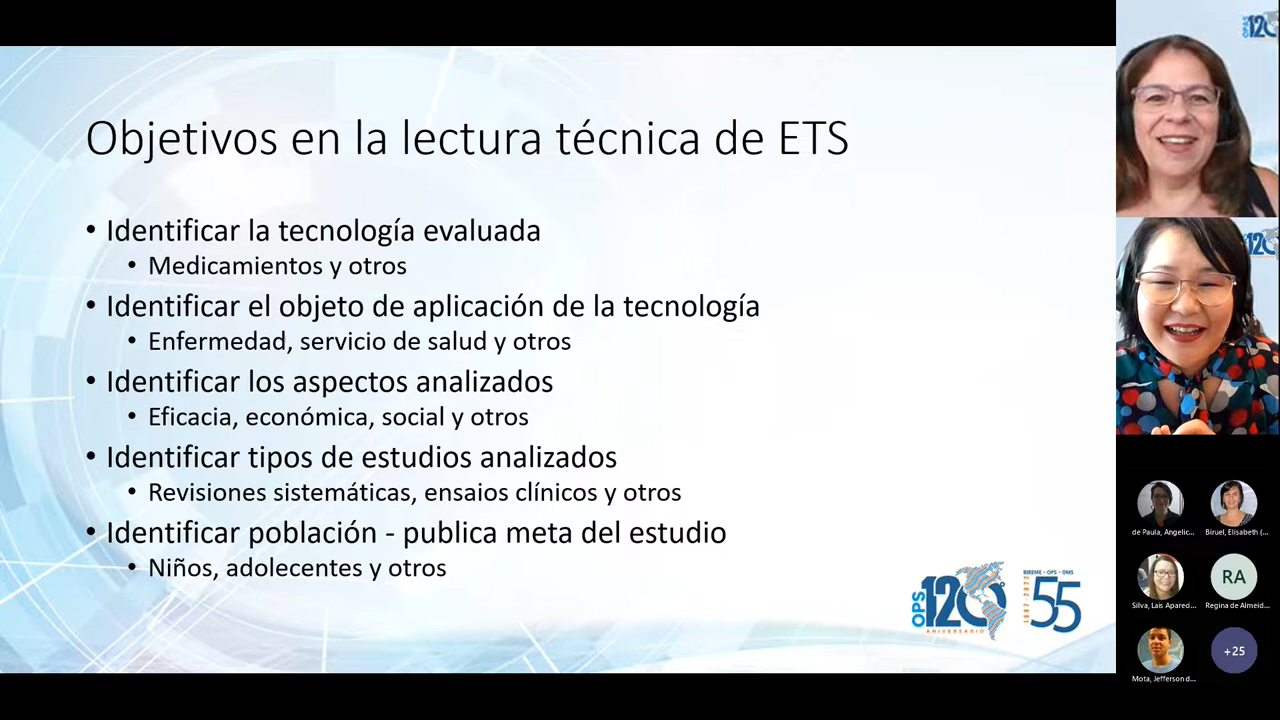 Objetivos en la lectura técnica de ETS
• Identificar la tecnología evaluada
• Medicamientos y otros
• Identificar el objeto de aplicación de la tecnología
• Enfermedad, servicio de salud y otros
• Identificar los aspectos analizados
• Eficacia, económica, social y otros
• Identificar tipos de estudios analizados
• Revisiones sistemáticas, ensaios clínicos y otros
• Identificar población - publica meta del estudio
• Niños, adolecentes y otros
OPS 120
ANIVERSARIO
BIREME • OPS • OMS
55
OPAS 120
120
de Paula, Angelic...
Biruel, Elisabeth (...
Silva, Lais Apared...
RA
Regina de Almeid...
Mota, Jefferson d...
+25